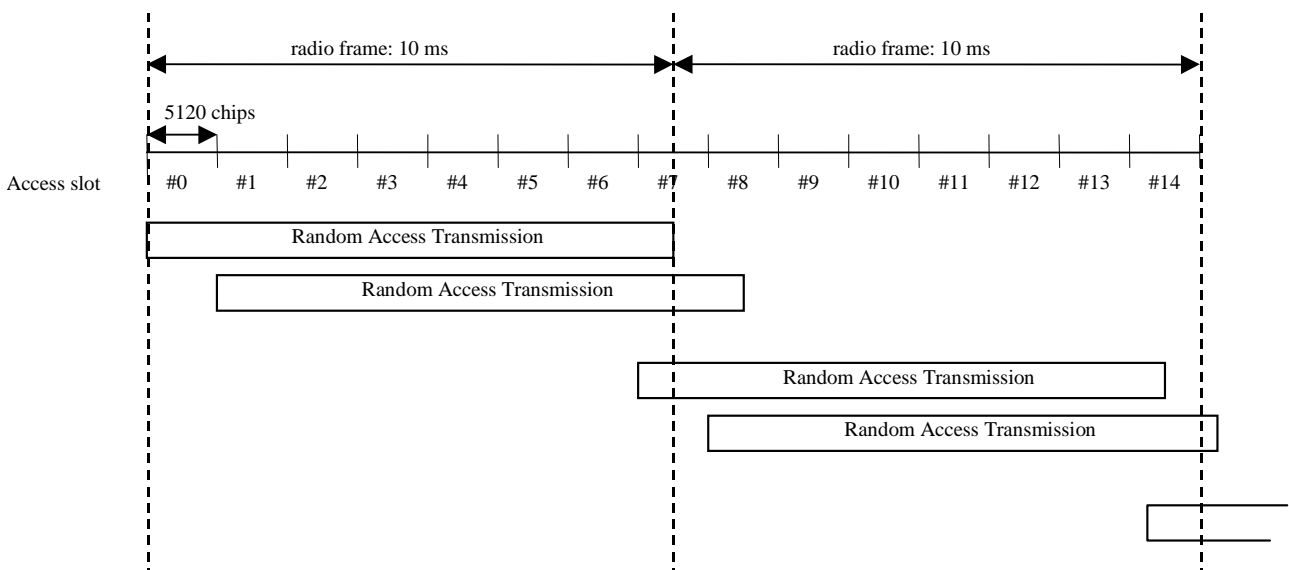 radio frame: 10 ms radio frame: 10 ms
5120 chips
Access slot #0 #1 #2 #3 #4 #5 #6 #7 #8 #9 #10 #11 #12 #13 #14
Random Access Transmission
Random Access Transmission
Random Access Transmission
Random Access Transmission